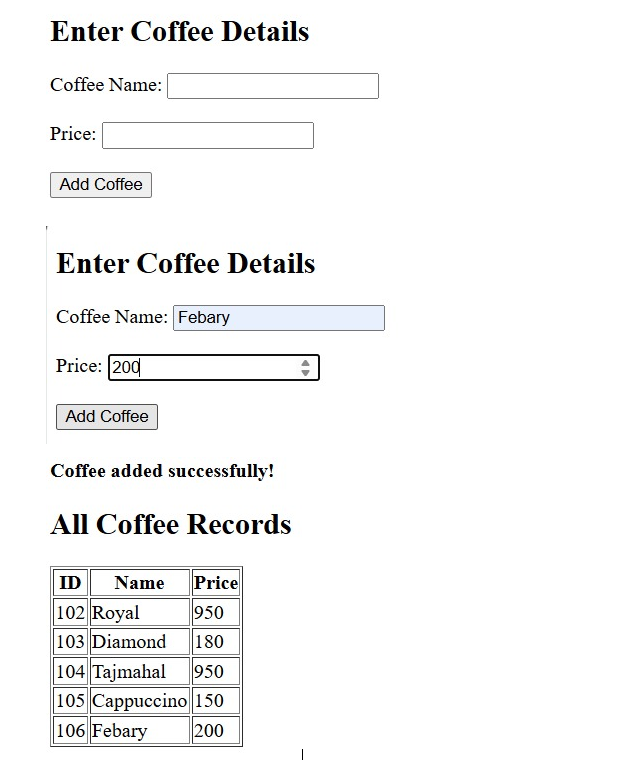 Enter Coffee Details
Coffee Name:
Price:
Add Coffee
Enter Coffee Details
Coffee Name: Febary
Price: 200
Add Coffee
Coffee added successfully!
All Coffee Records
ID Name Price
102 Royal 950
103 Diamond 180
104 Tajmahal 950
105 Cappuccino 150
106 Febary 200